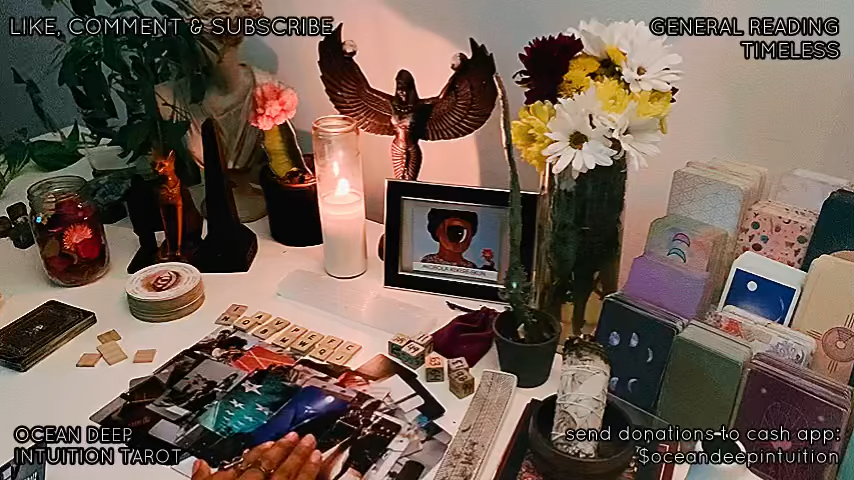 LIKE, COMMENT & SUBSCRIBE
GENERAL READING
TIMELESS
OCEAN DEEP
INTUITION TAROT
send donations to cash app:
$oceandeepintuition